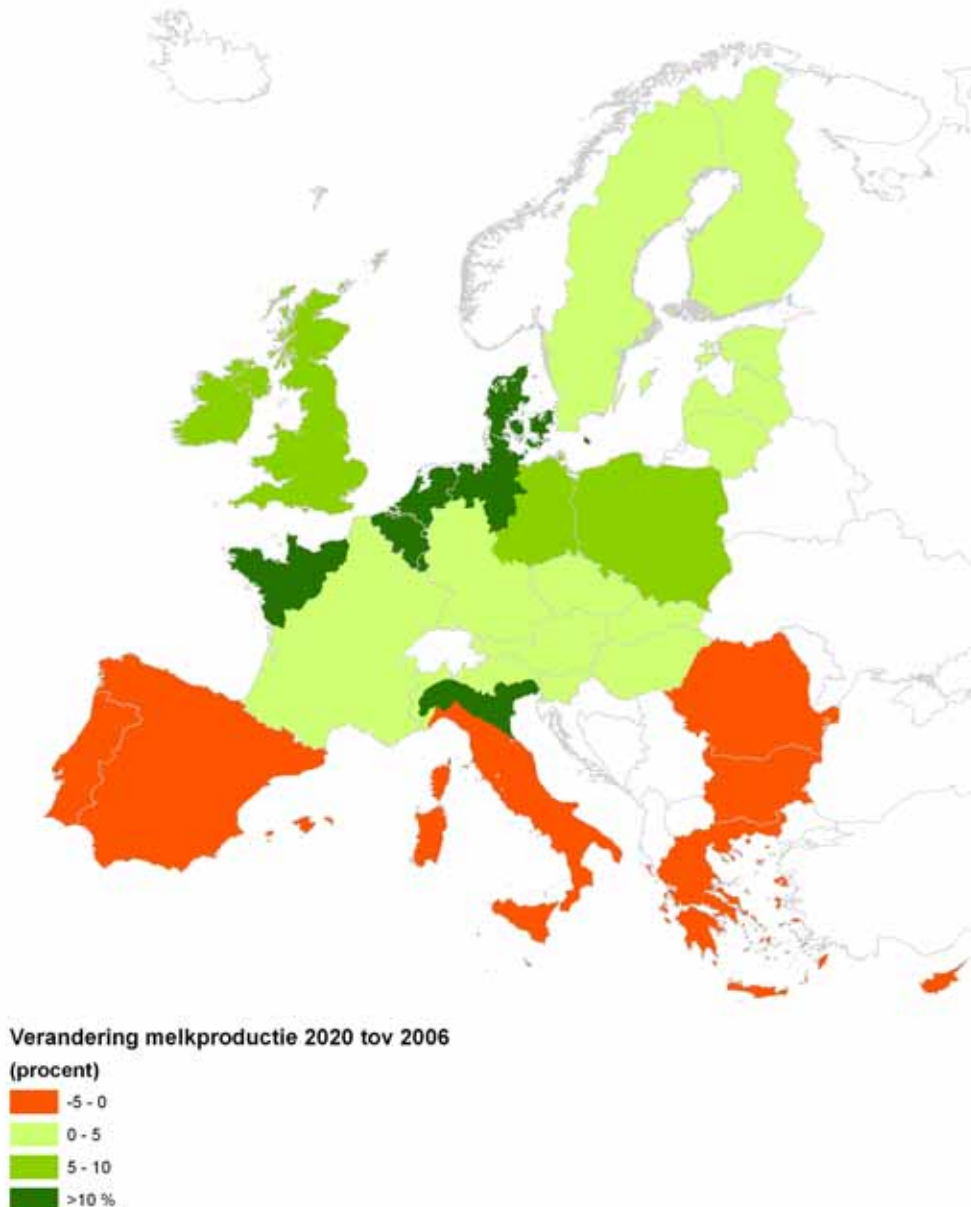 Verandering melkproductie 2020 tov 2006
(procent)
-5 - 0
0 - 5
5 - 10
>10 %